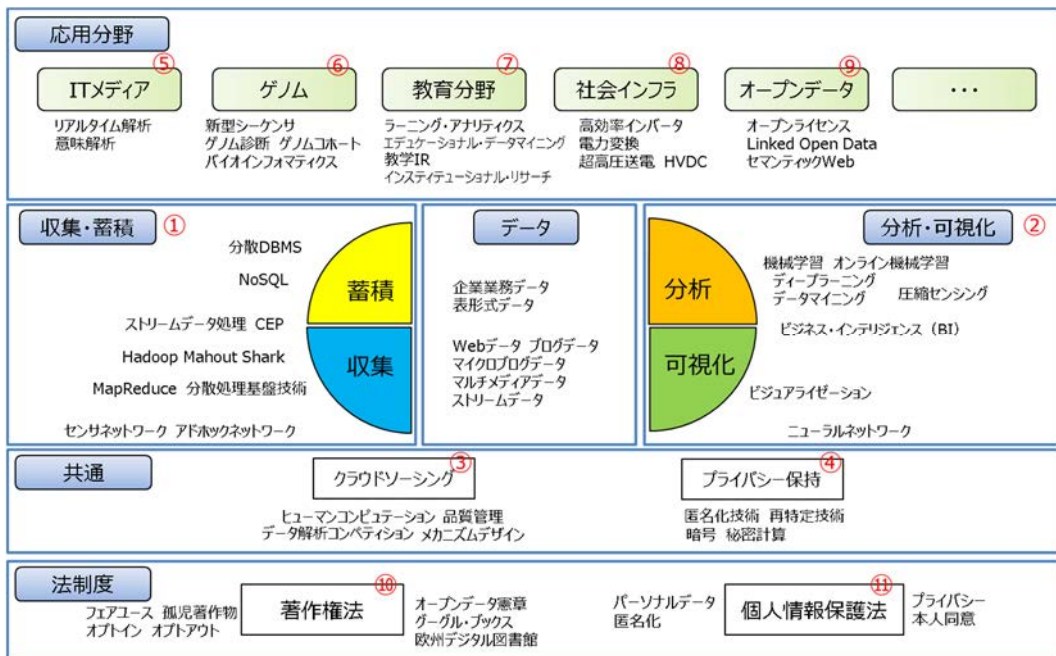 応用分野
⑤
ITメディア
リアルタイム解析
意味解析
⑥
ゲノム
新型シーケンサ
ゲノム診断 ゲノムコホート
バイオインフォマティクス
⑦
教育分野
ラーニング・アナリティクス
エデュケーショナル・データマイニング
教学IR
インスティテューショナル・リサーチ
⑧
社会インフラ
高効率インバータ
電力変換
超高圧送電 HVDC
⑨
オープンデータ
オープンライセンス
Linked Open Data
セマンティックWeb
・・・
収集・蓄積
①
分散DBMS
NoSQL
ストリームデータ処理 CEP
Hadoop Mahout Shark
MapReduce 分散処理基盤技術
センサネットワーク アドホックネットワーク
蓄積
収集
データ
企業業務データ
表形式データ
Webデータ ブログデータ
マイクロブログデータ
マルチメディアデータ
ストリームデータ
分析
可視化
分析・可視化
②
機械学習 オンライン機械学習
ディープラーニング
データマイニング
圧縮センシング
ビジネス・インテリジェンス（BI）
ビジュアライゼーション
ニューラルネットワーク
共通
③
クラウドソーシング
ヒューマンコンピュテーション 品質管理
データ解析コンペティション メカニズムデザイン
④
プライバシー保持
匿名化技術 再特定技術
暗号 秘密計算
法制度
フェアユース 孤児著作物
オプトイン オプトアウト
⑩
著作権法
オープンデータ憲章
グーグル・ブックス
欧州デジタル図書館
パーソナルデータ
匿名化
⑪
個人情報保護法
プライバシー
本人同意